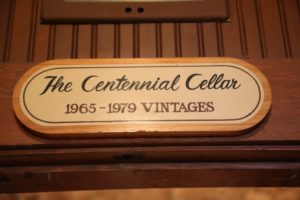 The Centennial Cellar
1965-1979 VINTAGES